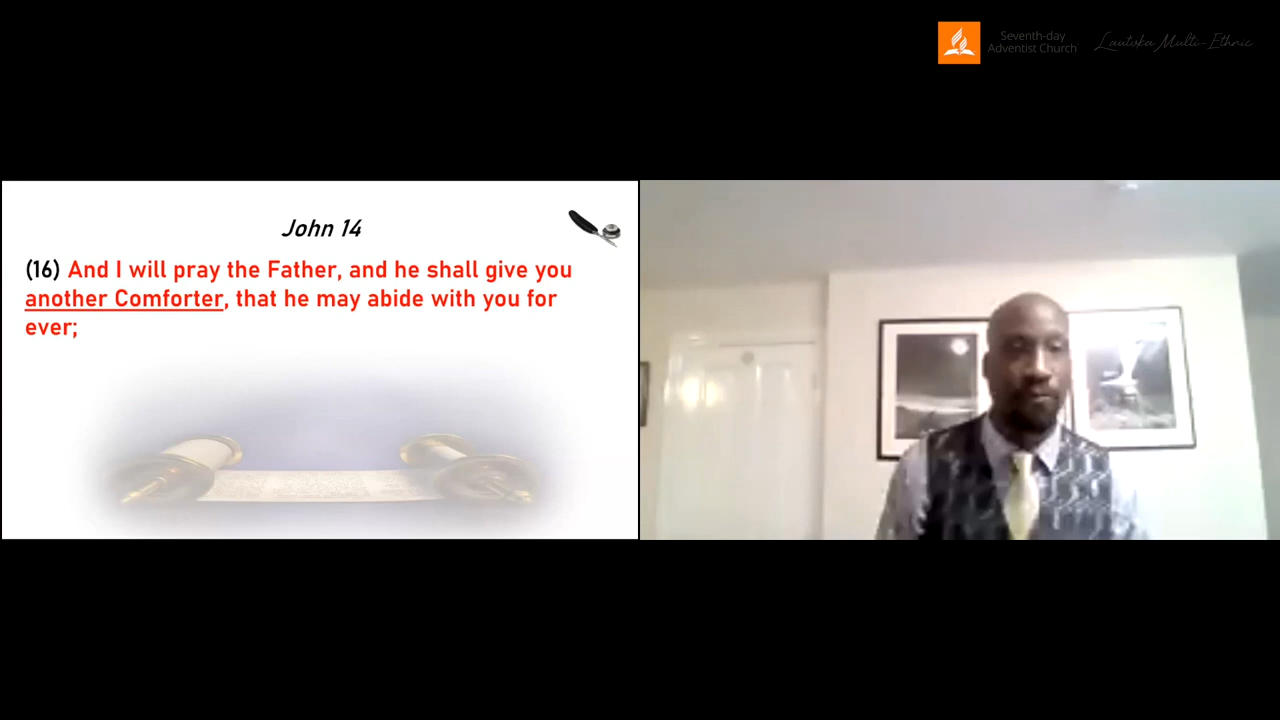 Seventh-day
Adventist Church
Lautoka Multi-Ethnic
John 14
(16) And I will pray the Father, and he shall give you
another Comforter, that he may abide with you for
ever;